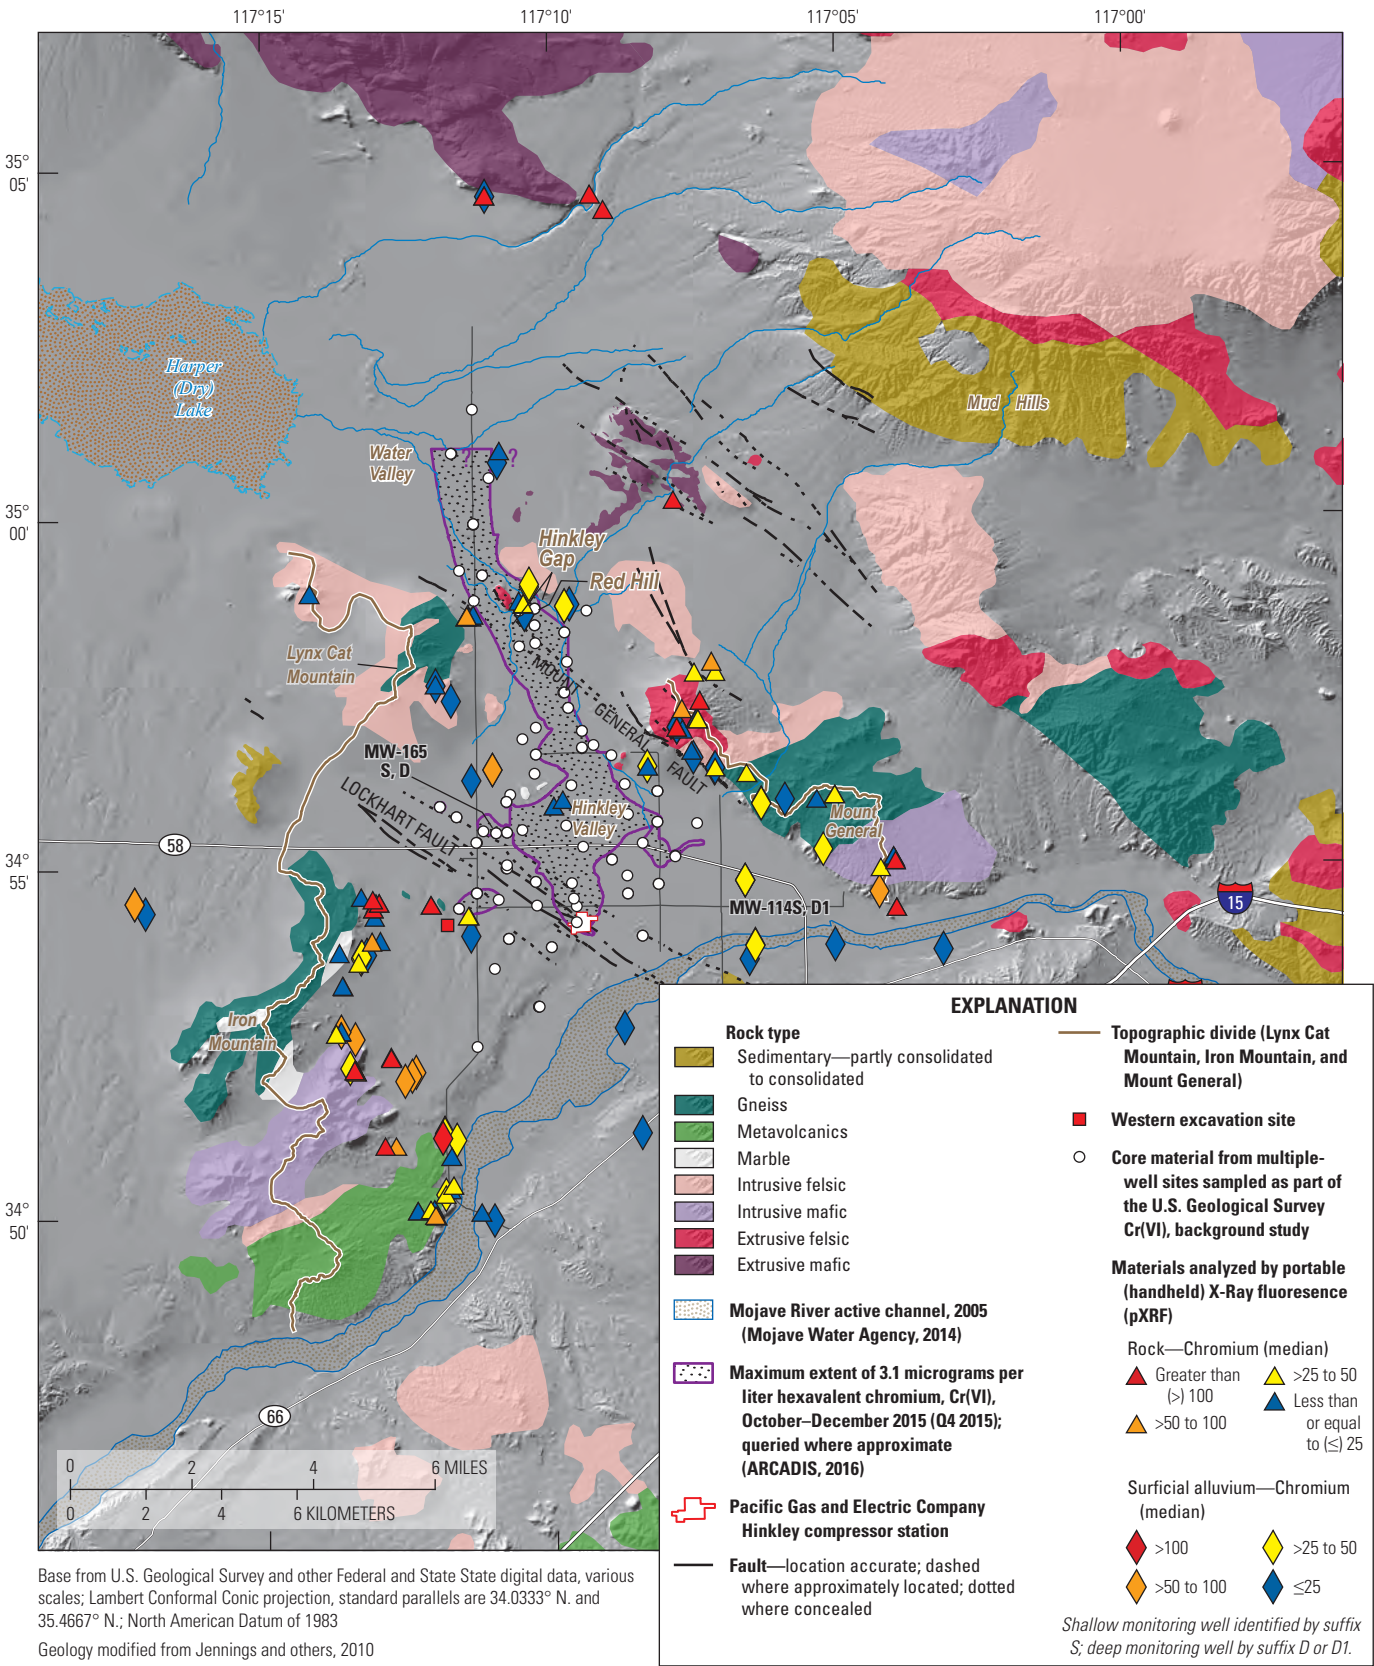 117°15'
117°10'
117°05'
117°00'
35°
05'
Harper
(Dry)
Lake
Mud Hills
Water
Valley
?
?
35°
00'
Hinkley
Gap
Red Hill
Lynx Cat
Mountain
MOUNT GENERAL FAULT
MW-165
S, D
LOCKHART FAULT
Hinkley
Valley
Mount
General
58
34°
55'
MW-114S, D1
15
Iron
Mountain
34°
50'
66
0 2 4 6 MILES
0 2 4 6 KILOMETERS
EXPLANATION
Rock type
Sedimentary—partly consolidated
to consolidated
Gneiss
Metavolcanics
Marble
Intrusive felsic
Intrusive mafic
Extrusive felsic
Extrusive mafic
Mojave River active channel, 2005
(Mojave Water Agency, 2014)
Maximum extent of 3.1 micrograms per
liter hexavalent chromium, Cr(VI),
October–December 2015 (Q4 2015);
queried where approximate
(ARCADIS, 2016)
Pacific Gas and Electric Company
Hinkley compressor station
Fault—location accurate; dashed
where approximately located; dotted
where concealed
Topographic divide (Lynx Cat
Mountain, Iron Mountain, and
Mount General)
Western excavation site
Core material from multiple-
well sites sampled as part of
the U.S. Geological Survey
Cr(VI), background study
Materials analyzed by portable
(handheld) X-Ray fluoresence
(pXRF)
Rock—Chromium (median)
Greater than
(>) 100
>50 to 100
>25 to 50
Less than
or equal
to (≤) 25
Surficial alluvium—Chromium
(median)
>100
>50 to 100
>25 to 50
≤25
Shallow monitoring well identified by suffix
S; deep monitoring well by suffix D or D1.
Base from U.S. Geological Survey and other Federal and State State digital data, various
scales; Lambert Conformal Conic projection, standard parallels are 34.0333° N. and
35.4667° N.; North American Datum of 1983
Geology modified from Jennings and others, 2010